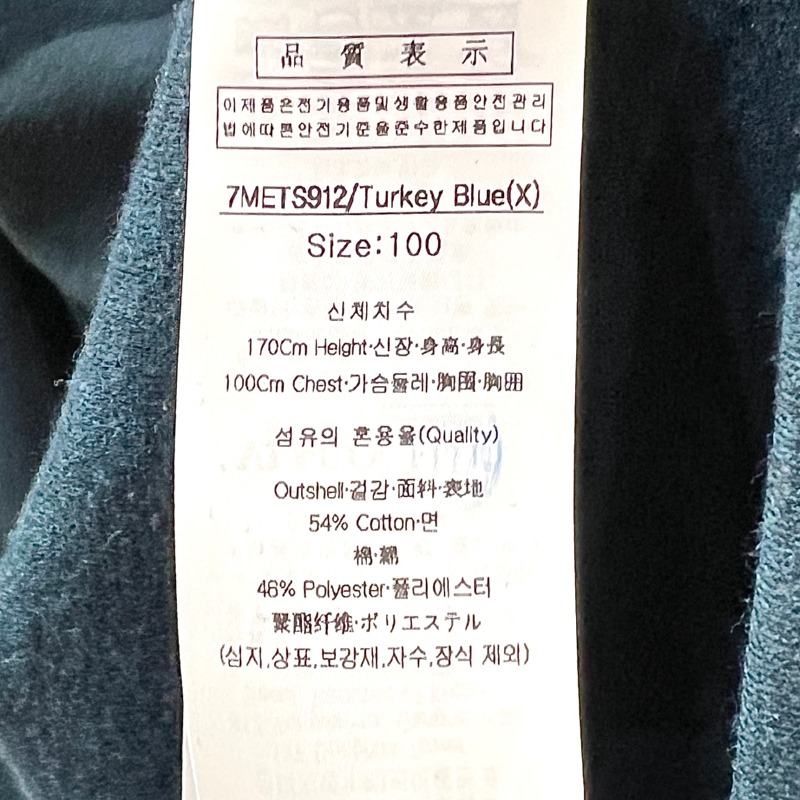 品質表示
이제품은전기용품및생활용품안전관리
법에따른안전기준을준수한제품입니다
7METS912/Turkey Blue(X)
Size:100
신체치수
170Cm Height·신장·身高·身長
100Cm Chest·가슴둘레·胸围·胸囲
섬유의 혼용율(Quality)
Outshell·겉감·面料·表地
54% Cotton·면
棉·綿
46% Polyester·폴리에스터
聚酯纤维·ポリエステル
(심지,상표,보강재,자수,장식 제외)